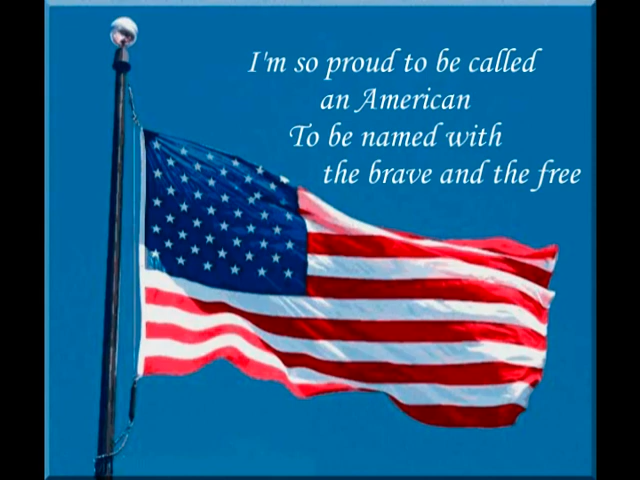 I'm so proud to be called
an American
To be named with
the brave and the free